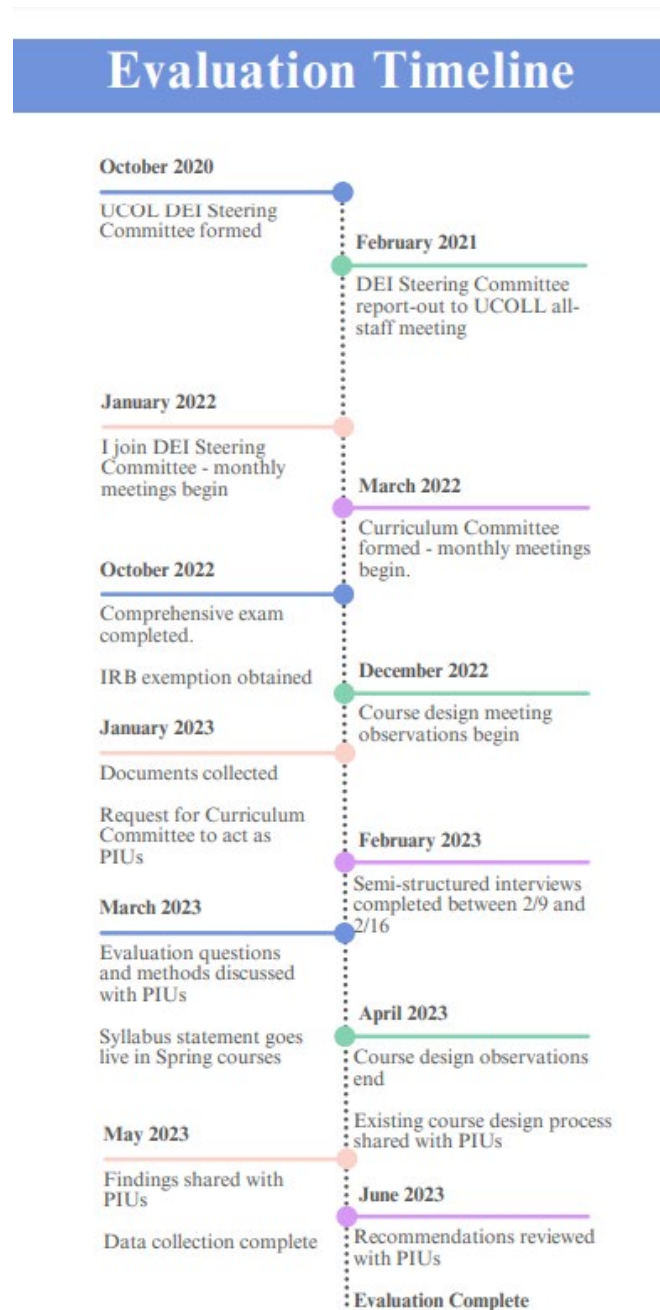 Evaluation Timeline
October 2020
UCOL DEI Steering
Committee formed
February 2021
DEI Steering Committee
report-out to UCOLL all-
staff meeting
January 2022
I join DEI Steering
Committee - monthly
meetings begin
March 2022
Curriculum Committee
formed - monthly meetings
begin.
October 2022
Comprehensive exam
completed.
IRB exemption obtained
December 2022
Course design meeting
observations begin
January 2023
Documents collected
Request for Curriculum
Committee to act as
PIUs
February 2023
Semi-structured interviews
completed between 2/9 and
2/16
March 2023
Evaluation questions
and methods discussed
with PIUs
Syllabus statement goes
live in Spring courses
April 2023
Course design observations
end
Existing course design process
shared with PIUs
May 2023
Findings shared with
PIUs
Data collection complete
June 2023
Recommendations reviewed
with PIUs
Evaluation Complete